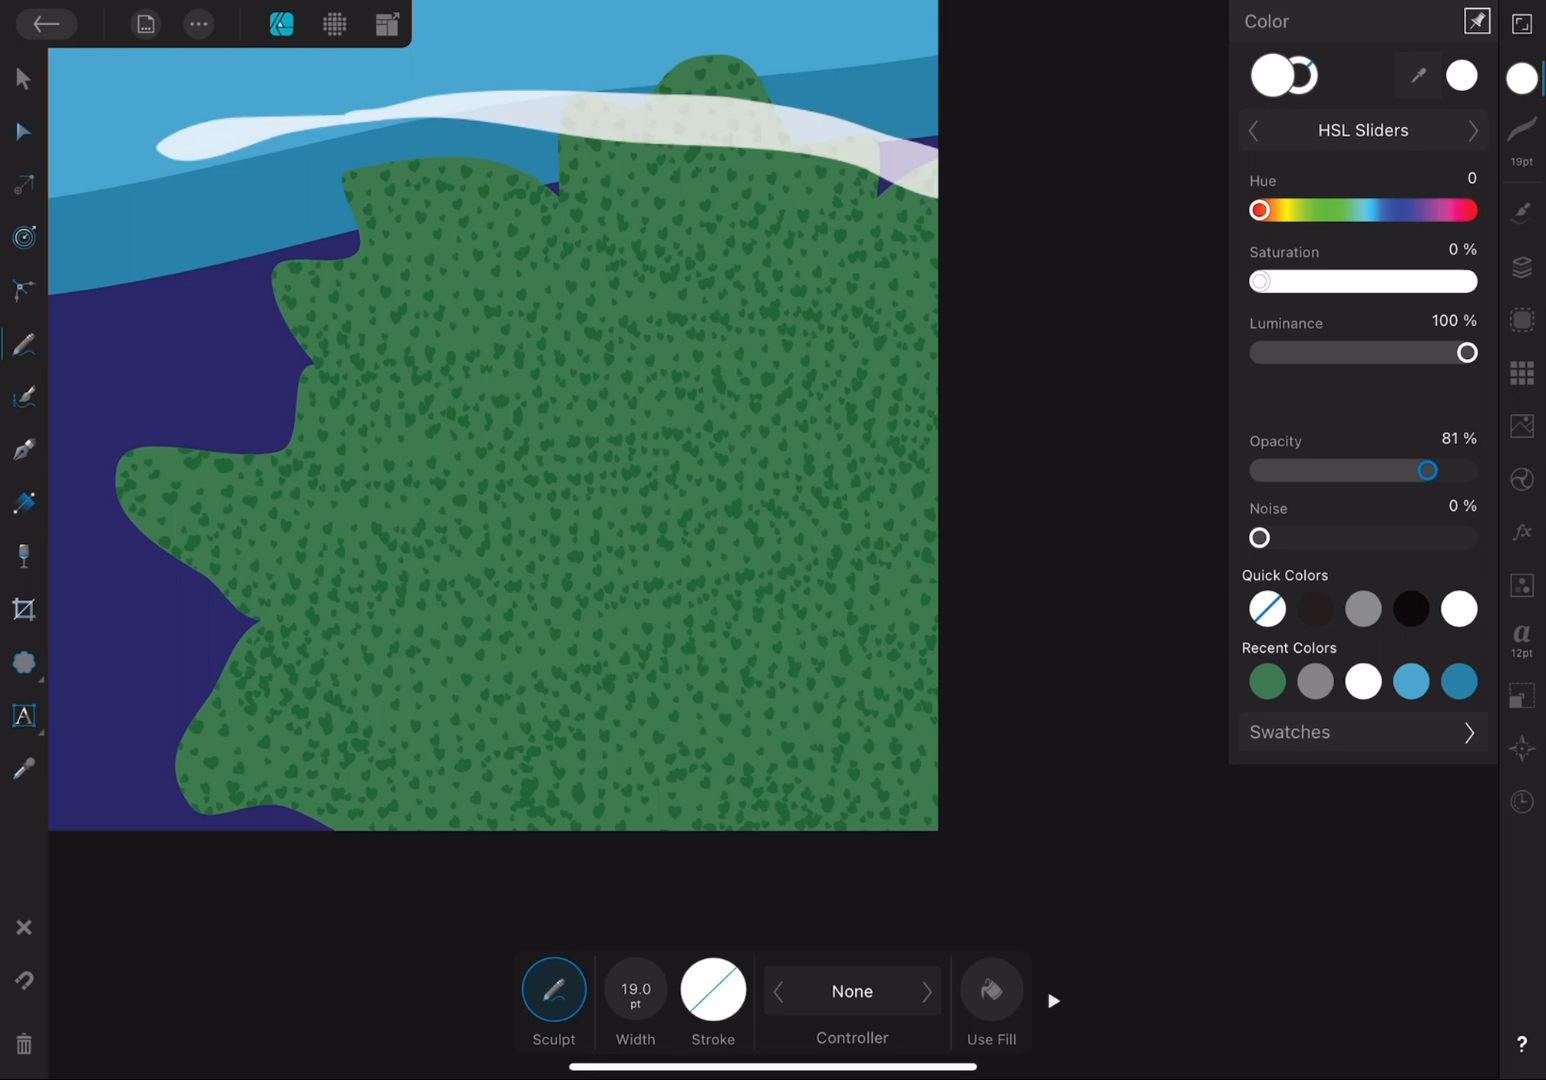 Color
HSL Sliders
19pt
Hue 0
Saturation 0 %
Luminance 100 %
Opacity 81 %
Noise 0 %
fx
Quick Colors
a
12pt
Recent Colors
A
Swatches
19.0
pt
None
Sculpt Width Stroke Controller Use Fill
?